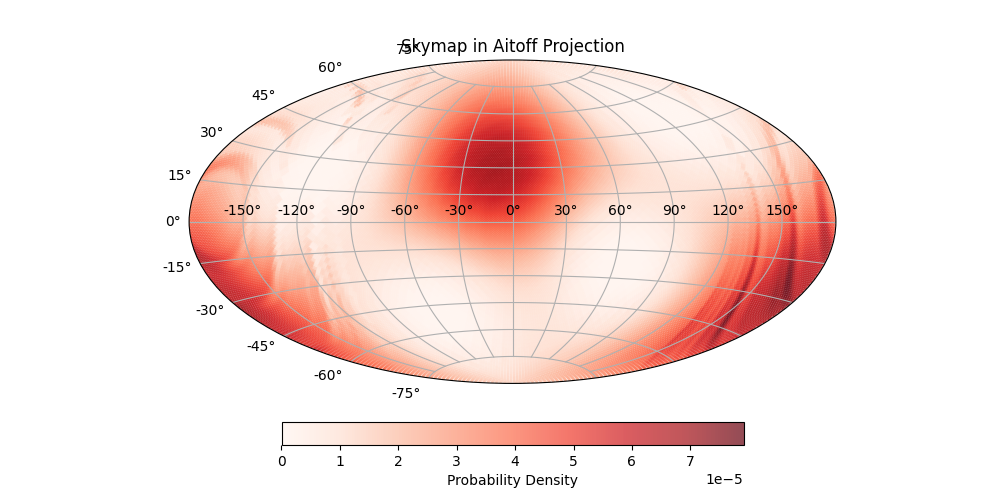 75°
Skymap in Aitoff Projection
60°
45°
30°
15°
-150° -120° -90° -60° -30° 0° 30° 60° 90° 120° 150°
0°
-15°
-30°
-45°
-60°
-75°
0 1 2 3 4 5 6 7
1e−5
Probability Density